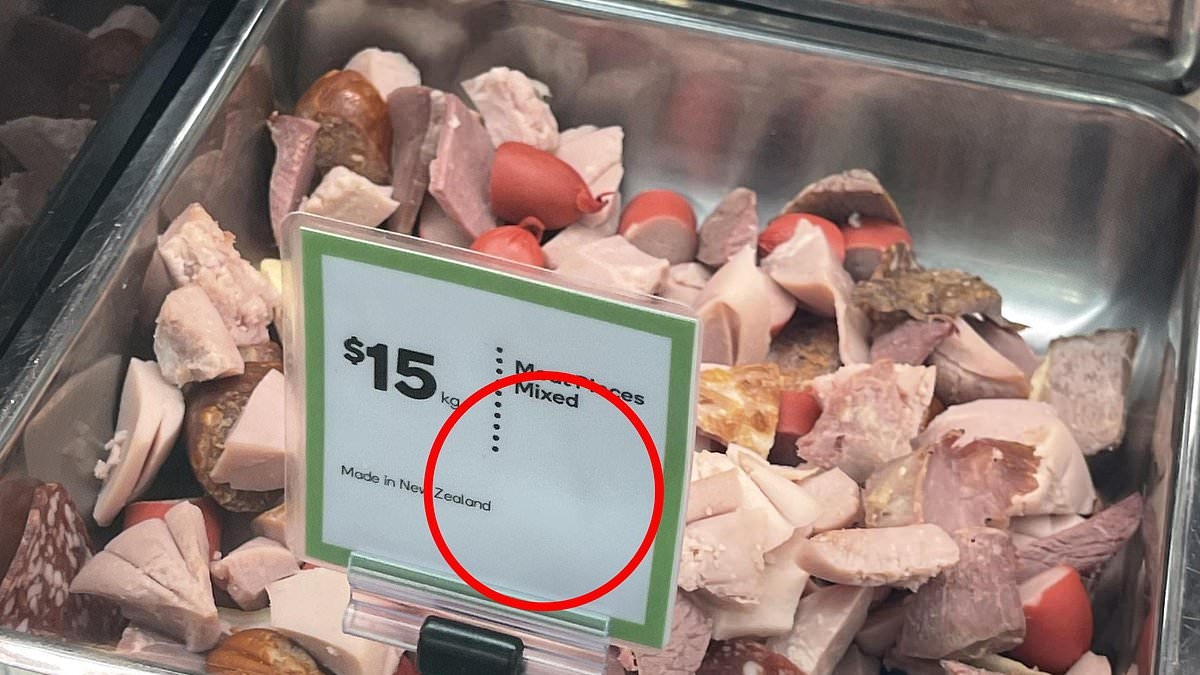 $15 kg
Meat Pieces
Mixed
Made in New Zealand